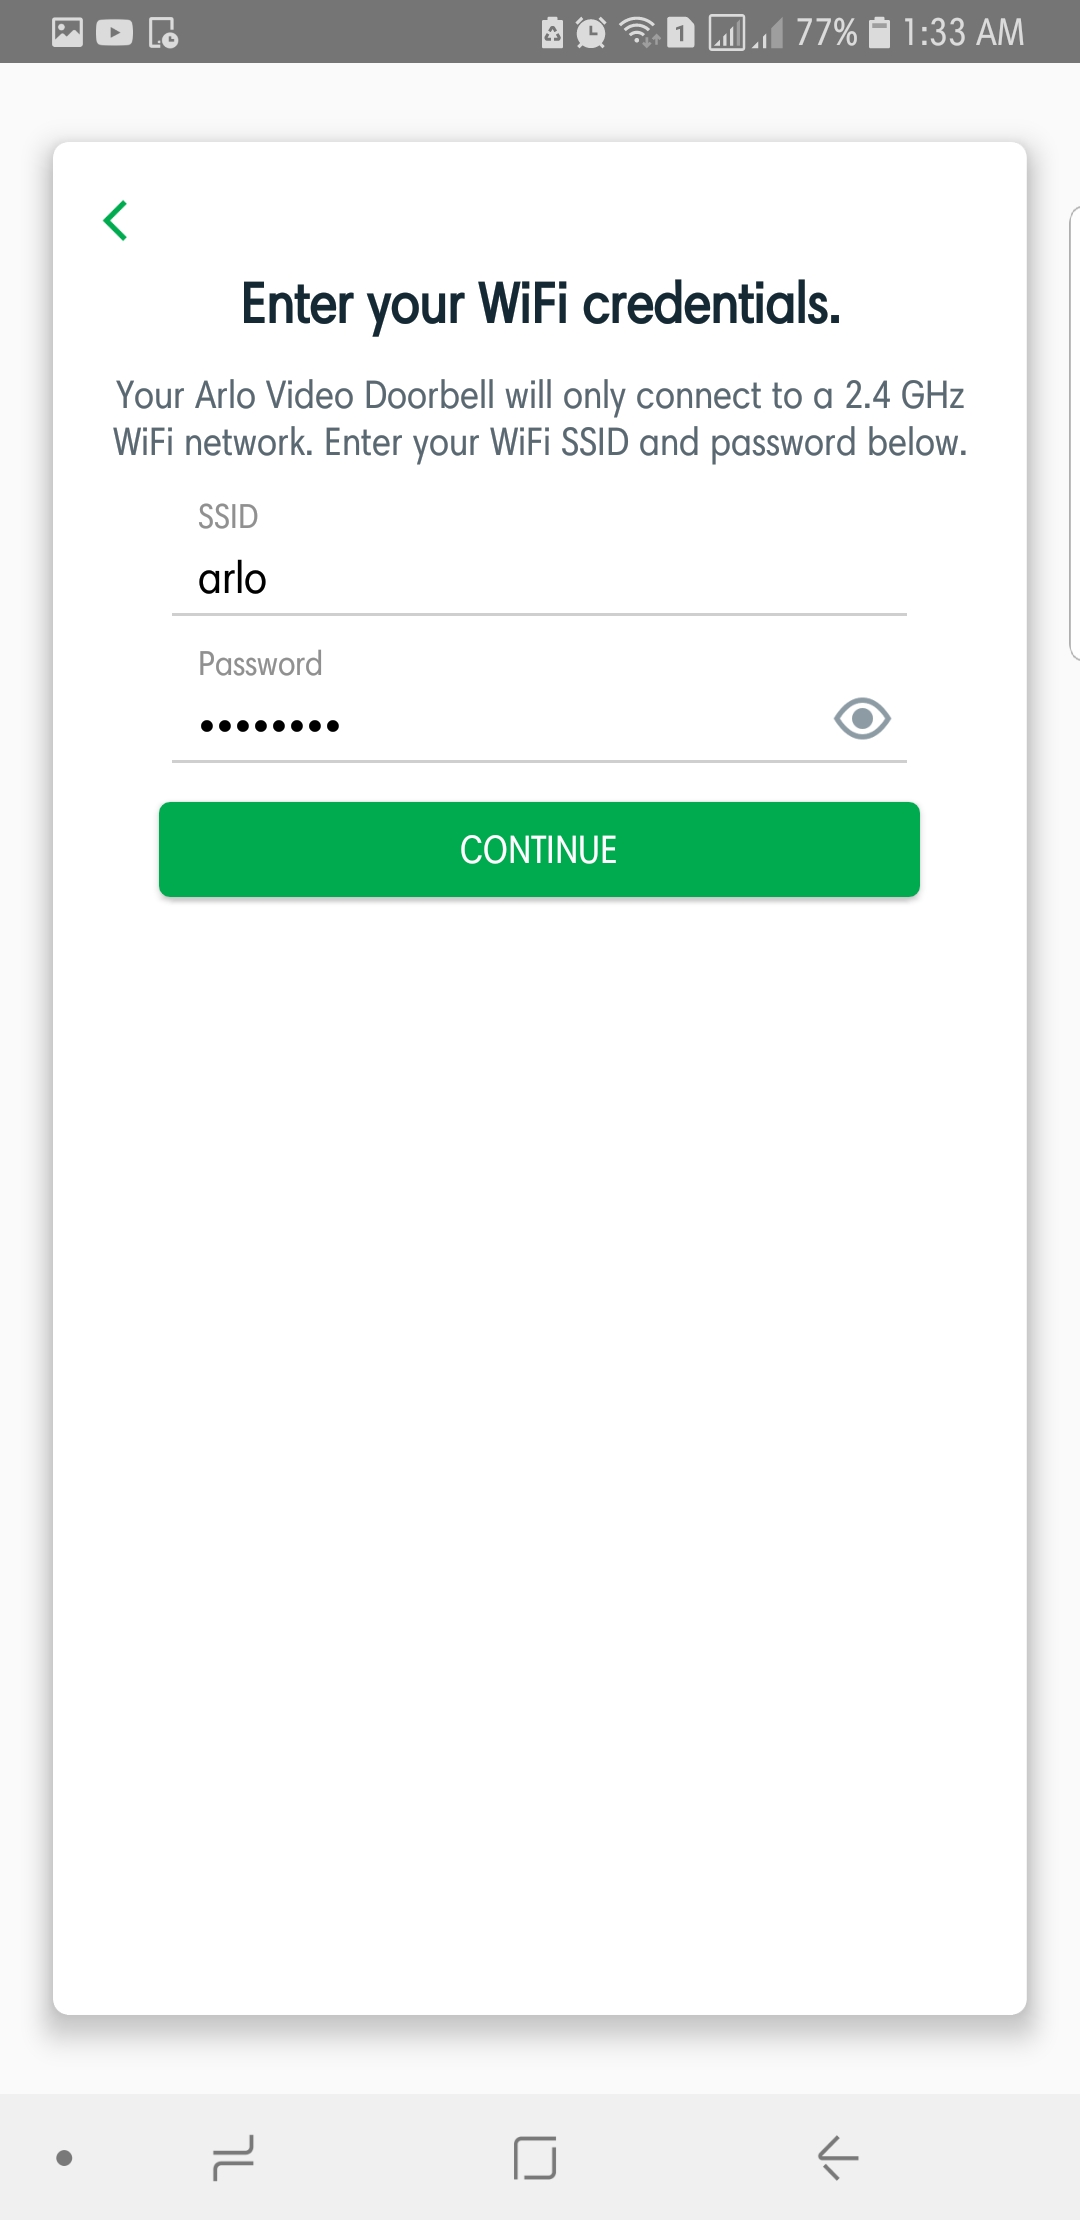 1 77% 1:33 AM
Enter your WiFi credentials.
Your Arlo Video Doorbell will only connect to a 2.4 GHz
WiFi network. Enter your WiFi SSID and password below.
SSID
arlo
Password
••••••••
CONTINUE